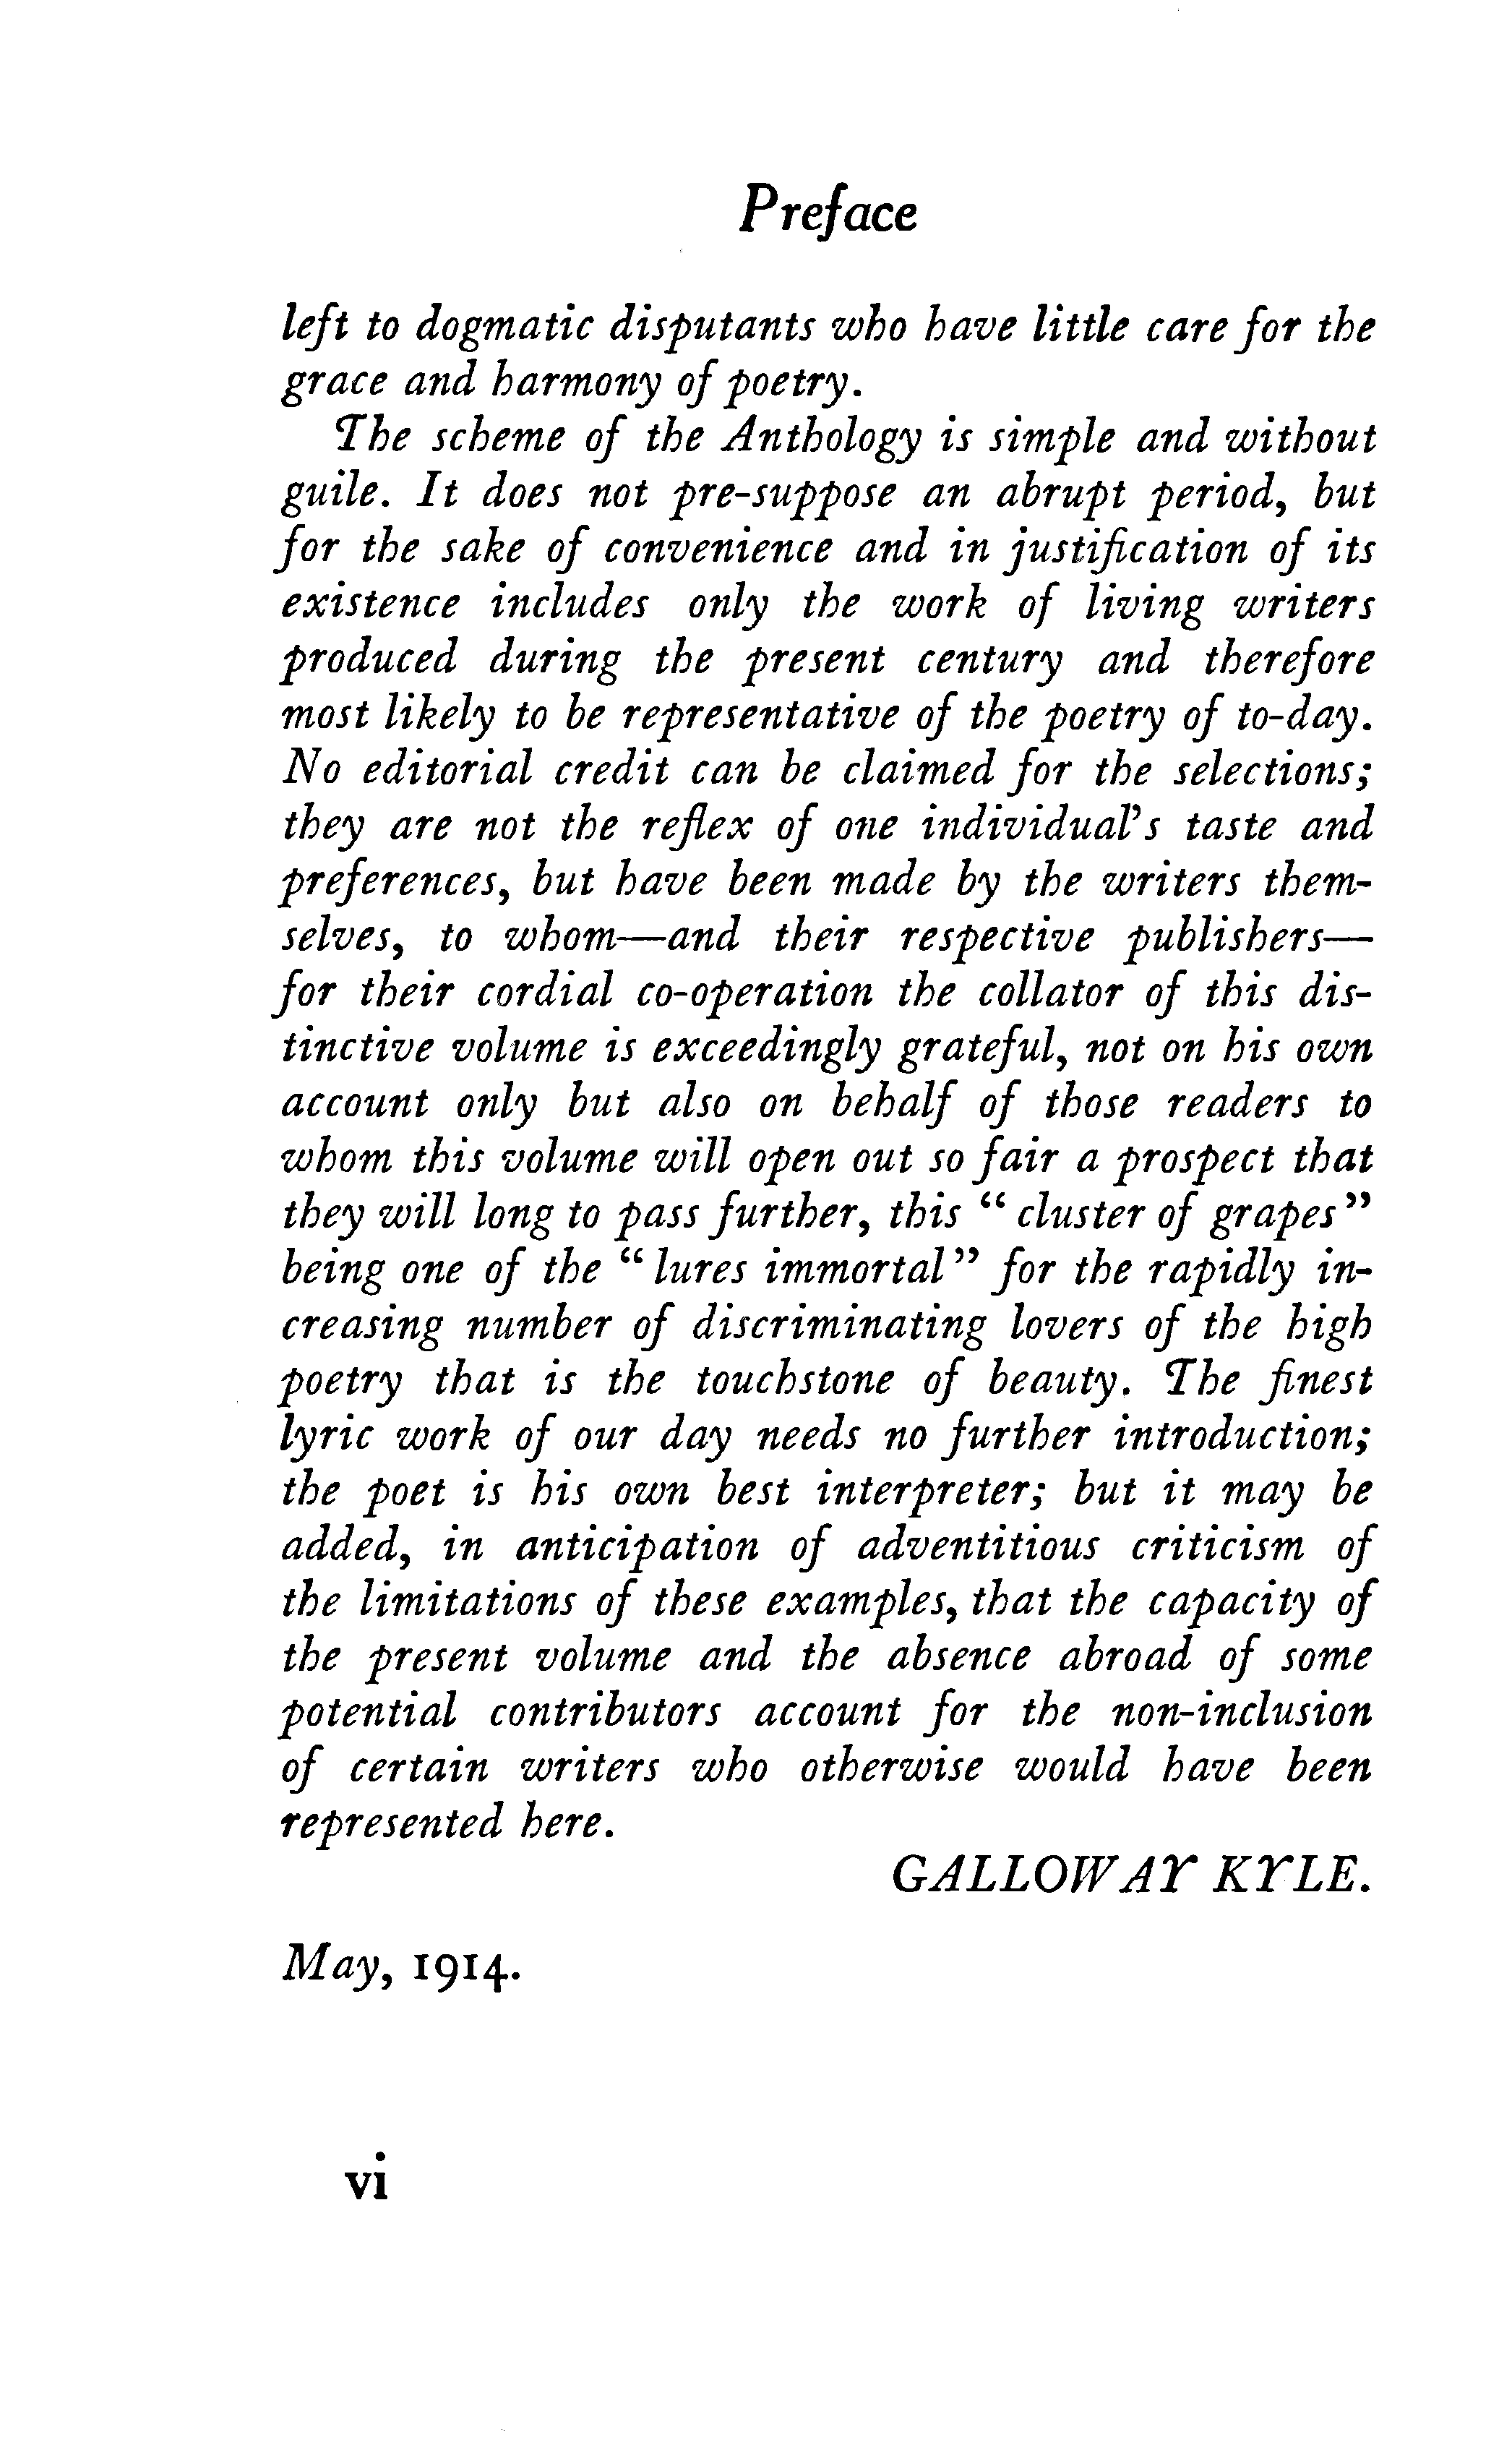 Preface
left to dogmatic disputants who have little care for the
grace and harmony of poetry.
The scheme of the Anthology is simple and without
guile. It does not pre-suppose an abrupt period, but
for the sake of convenience and in justification of its
existence includes only the work of living writers
produced during the present century and therefore
most likely to be representative of the poetry of to-day.
No editorial credit can be claimed for the selections;
they are not the reflex of one individual's taste and
preferences, but have been made by the writers them-
selves, to whom—and their respective publishers—
for their cordial co-operation the collator of this dis-
tinctive volume is exceedingly grateful, not on his own
account only but also on behalf of those readers to
whom this volume will open out so fair a prospect that
they will long to pass further, this “ cluster of grapes ”
being one of the “ lures immortal ” for the rapidly in-
creasing number of discriminating lovers of the high
poetry that is the touchstone of beauty. The finest
lyric work of our day needs no further introduction;
the poet is his own best interpreter; but it may be
added, in anticipation of adventitious criticism of
the limitations of these examples, that the capacity of
the present volume and the absence abroad of some
potential contributors account for the non-inclusion
of certain writers who otherwise would have been
represented here.
GALLOWAY KYLE.
May, 1914.
vi